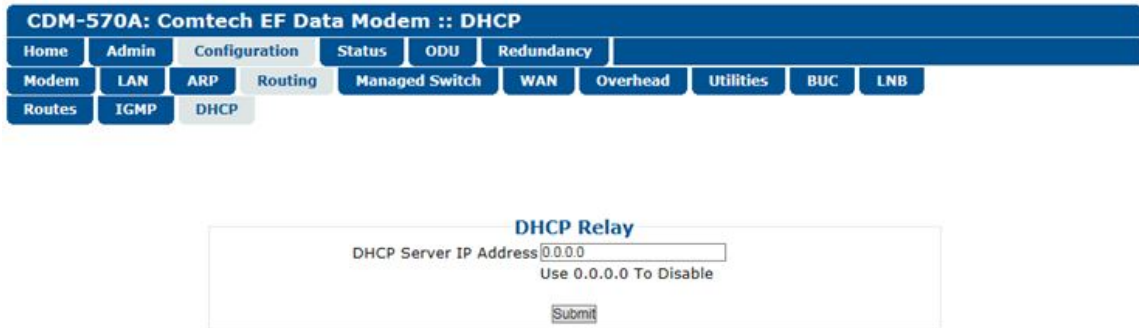 CDM-570A: Comtech EF Data Modem :: DHCP
Home Admin Configuration Status ODU Redundancy
Modem LAN ARP Routing Managed Switch WAN Overhead Utilities BUC LNB
Routes IGMP DHCP
DHCP Relay
DHCP Server IP Address 0.0.0.0
Use 0.0.0.0 To Disable
Submit